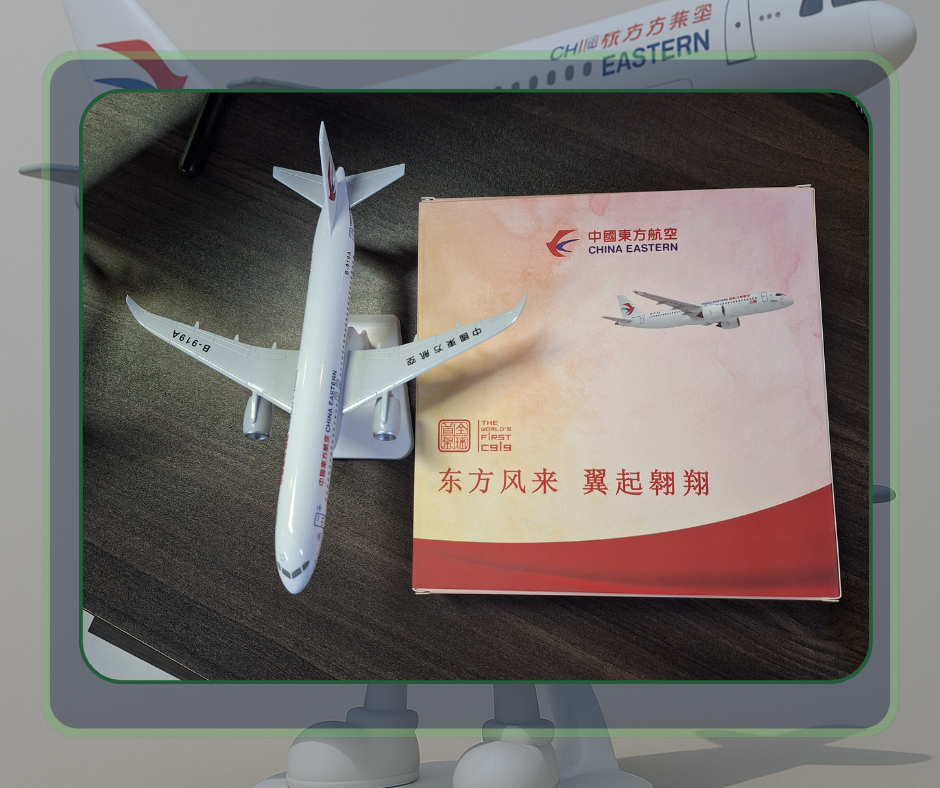 EASTERN
B-919A
B-919A
中國東方航空
中國東方航空 CHINA EASTERN
中國東方航空
CHINA EASTERN
全球
首架
THE
WORLD'S
FIRST
C919
东方风来 翼起翱翔